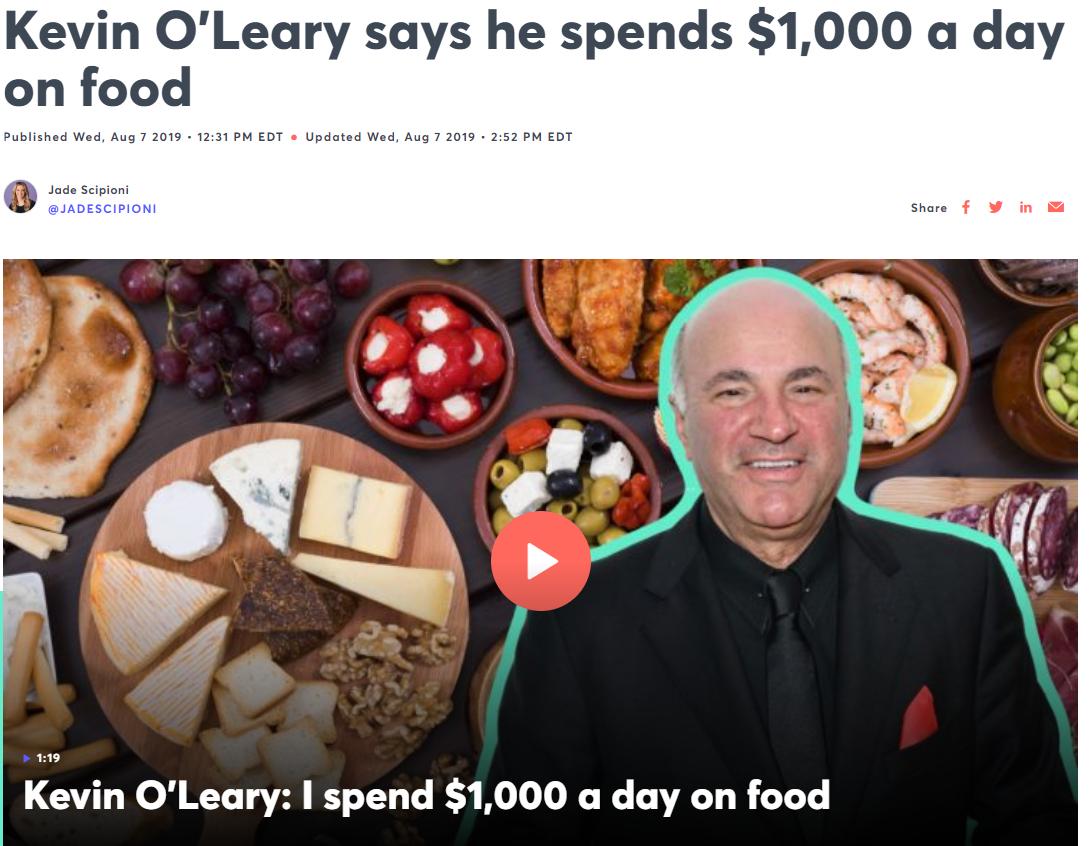 Kevin O'Leary says he spends $1,000 a day
on food
Published Wed, Aug 7 2019 • 12:31 PM EDT • Updated Wed, Aug 7 2019 • 2:52 PM EDT
Jade Scipioni
@JADESCIPIONI
Share
1:19
Kevin O'Leary: I spend $1,000 a day on food